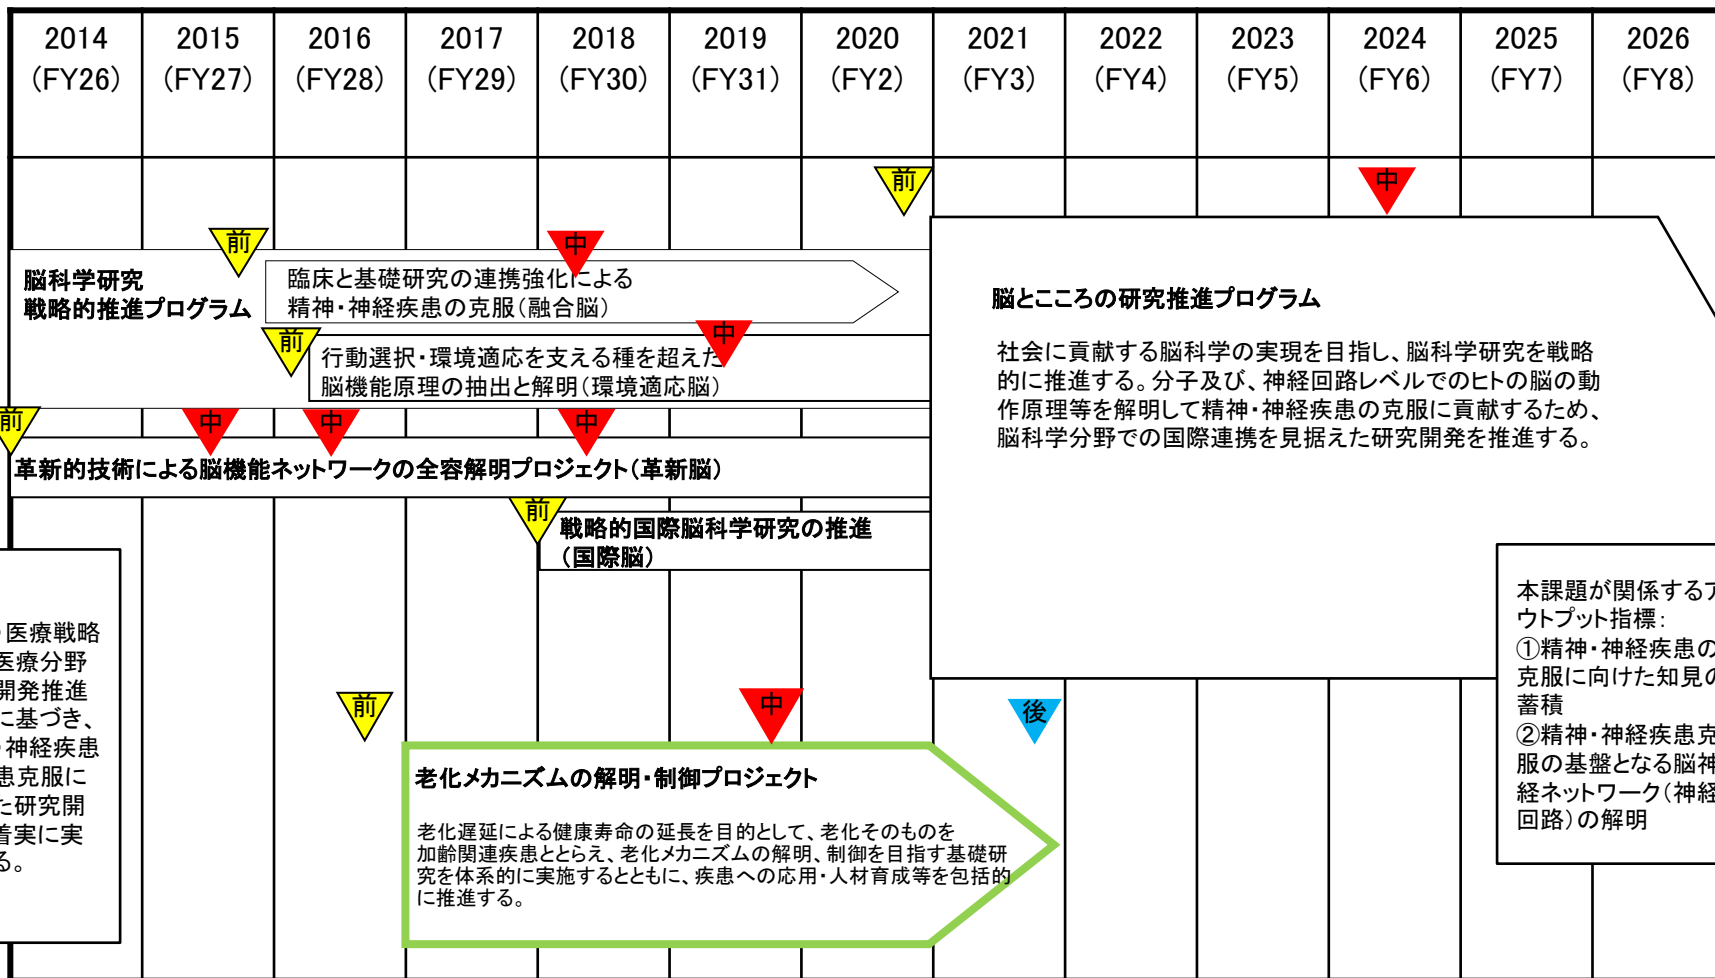 2014 2015 2016 2017 2018 2019 2020 2021 2022 2023 2024 2025 2026
(FY26) (FY27) (FY28) (FY29) (FY30) (FY31) (FY2) (FY3) (FY4) (FY5) (FY6) (FY7) (FY8)
前
中
前
中
脳科学研究
戦略的推進プログラム
臨床と基礎研究の連携強化による
精神・神経疾患の克服(融合脳)
前
中
行動選択・環境適応を支える種を超えた
脳機能原理の抽出と解明(環境適応脳)
脳とこころの研究推進プログラム
社会に貢献する脳科学の実現を目指し、脳科学研究を戦略
的に推進する。分子及び、神経回路レベルでのヒトの脳の動
作原理等を解明して精神・神経疾患の克服に貢献するため、
脳科学分野での国際連携を見据えた研究開発を推進する。
前
中
中
中
革新的技術による脳機能ネットワークの全容解明プロジェクト(革新脳)
前
戦略的国際脳科学研究の推進
(国際脳)
医療戦略
医療分野
開発推進
に基づき、
神経疾患
患克服に
た研究開
着実に実
る。
本課題が関係するア
ウトプット指標:
①精神・神経疾患の
克服に向けた知見の
蓄積
②精神・神経疾患克
服の基盤となる脳神
経ネットワーク(神経
回路)の解明
前
中
後
老化メカニズムの解明・制御プロジェクト
老化遅延による健康寿命の延長を目的として、老化そのものを
加齢関連疾患ととらえ、老化メカニズムの解明、制御を目指す基礎研
究を体系的に実施するとともに、疾患への応用・人材育成等を包括的
に推進する。